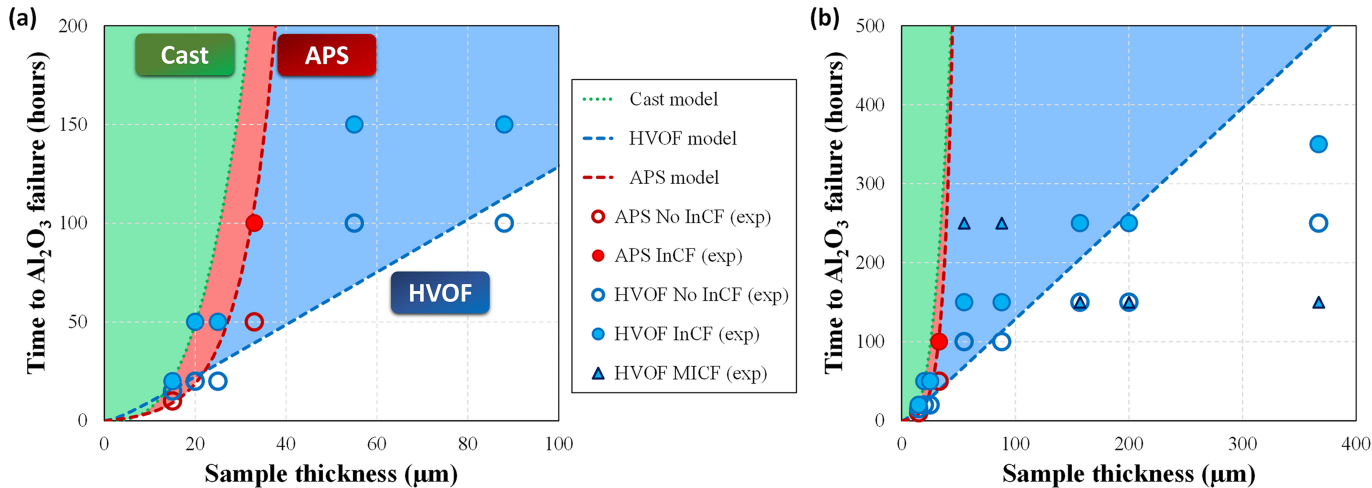 (a)
Time to Al₂O₃ failure (hours)
200
150
100
50
0
Cast
APS
HVOF
0 20 40 60 80 100
Sample thickness (μm)
Cast model
HVOF model
APS model
APS No InCF (exp)
APS InCF (exp)
HVOF No InCF (exp)
HVOF InCF (exp)
HVOF MICF (exp)
(b)
Time to Al₂O₃ failure (hours)
500
400
300
200
100
0
0 100 200 300 400
Sample thickness (μm)